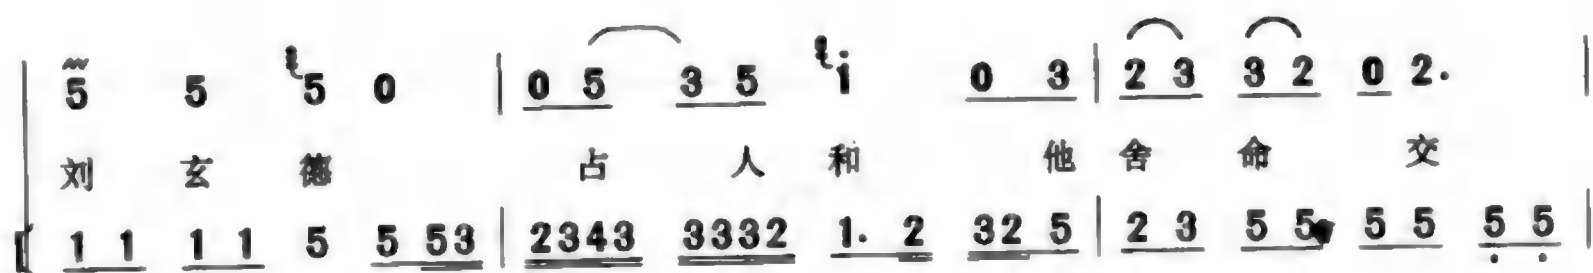 5 5 5 0 | 0 5 3 5 i 0 3 | 2 3 3 2 0 2. |
刘 玄 德 占 人 和 他 舍 命 交
1 1 1 1 5 5 53 | 2343 3332 1. 2 32 5 | 2 3 5 5 5 5 5 5 |